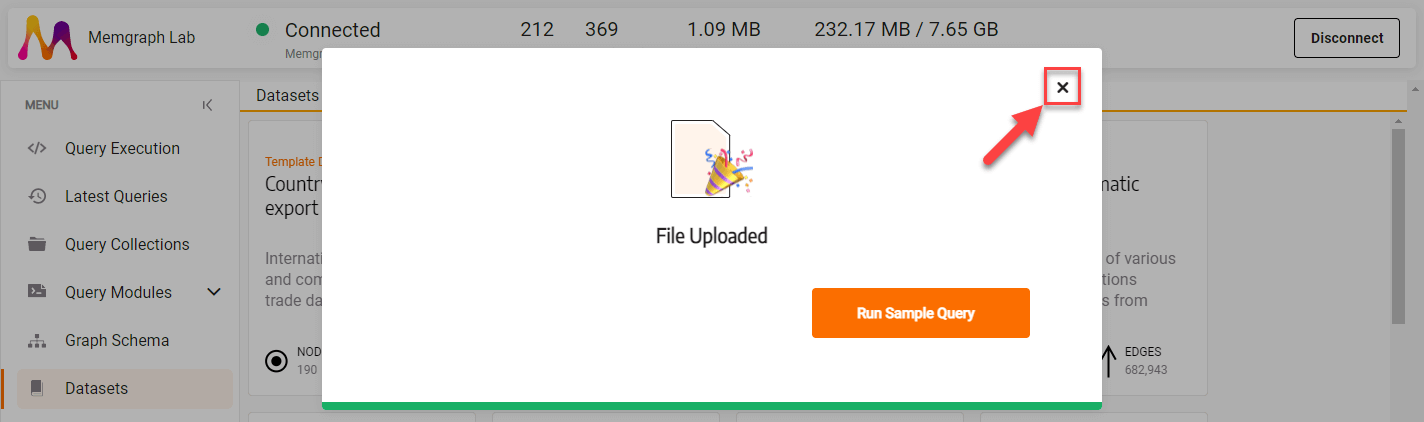 Memgraph Lab
Connected
212 369 1.09 MB 232.17 MB / 7.65 GB
Disconnect
Memgr
MENU
Query Execution
Latest Queries
Query Collections
Query Modules
Graph Schema
Datasets
Datasets
Template D
Countr
export
Internati
and com
trade da
NOD
190
File Uploaded
Run Sample Query
matic
of various
tions
s from
EDGES
682,943